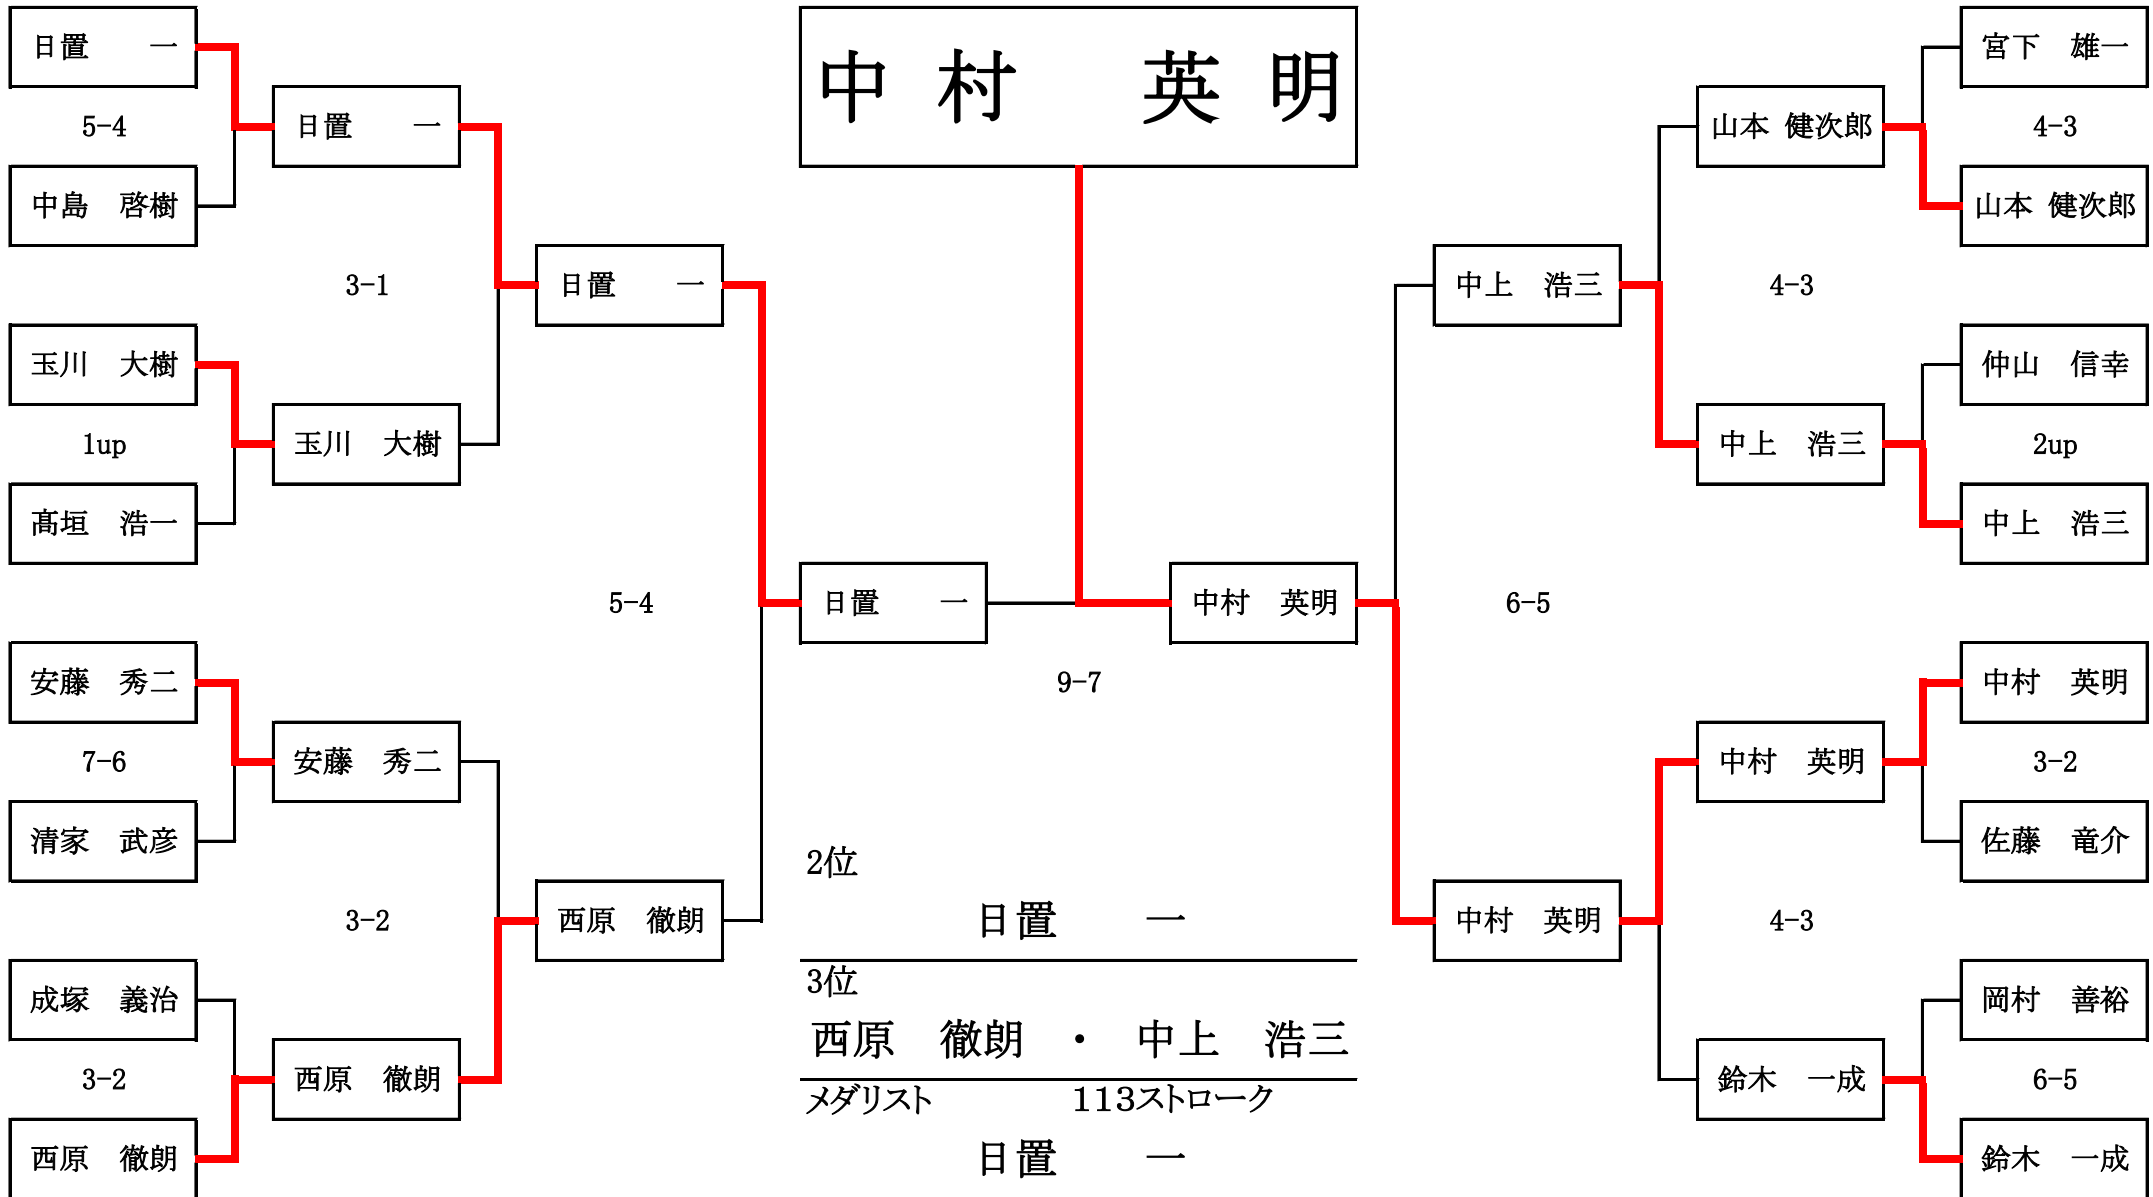 日置　　一
中村　英明
宮下　雄一
5-4
日置　　一
山本 健次郎
4-3
中島　啓樹
山本 健次郎
3-1
日置　　一
中上　浩三
4-3
玉川　大樹
仲山　信幸
1up
玉川　大樹
中上　浩三
2up
髙垣　浩一
中上　浩三
5-4
日置　　一
中村　英明
6-5
安藤　秀二
9-7
中村　英明
7-6
安藤　秀二
中村　英明
3-2
清家　武彦
2位
佐藤　竜介
3-2
西原　徹朗
日置　　一
中村　英明
4-3
成塚　義治
3位
岡村　善裕
西原　徹朗　・　中上　浩三
3-2
西原　徹朗
メダリスト　113ストローク
鈴木　一成
6-5
西原　徹朗
日置　　一
鈴木　一成